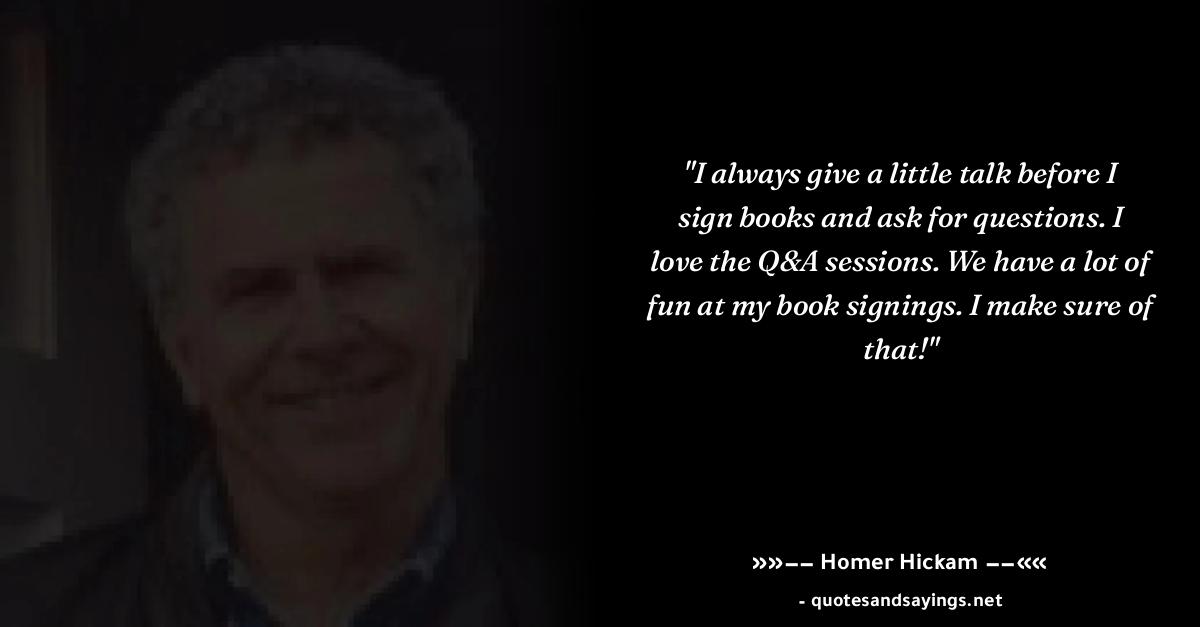 "I always give a little talk before I
sign books and ask for questions. I
love the Q&A sessions. We have a lot of
fun at my book signings. I make sure of
that!"
»»-- Homer Hickam --««
- quotesandsayings.net